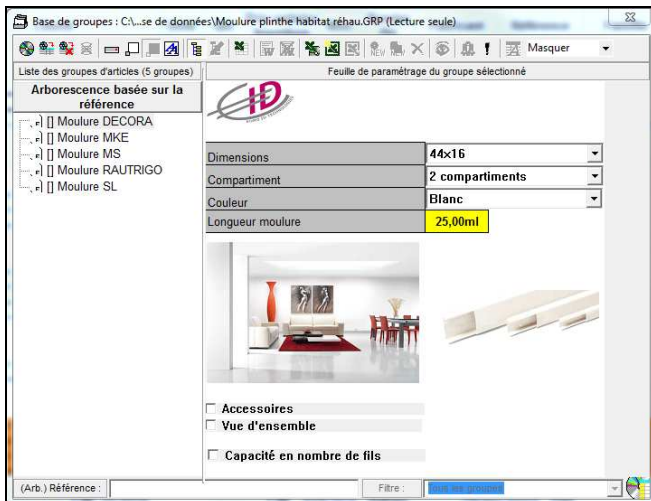 Base de groupes : C:\...se de données\Moulure plinthe habitat réhau.GRP (Lecture seule)
Masquer
Liste des groupes d'articles (5 groupes)
Feuille de paramétrage du groupe sélectionné
Arborescence basée sur la
référence
[] Moulure DECORA
[] Moulure MKE
[] Moulure MS
[] Moulure RAUTRIGO
[] Moulure SL
Dimensions
44x16
Compartiment
2 compartiments
Couleur
Blanc
Longueur moulure
25,00ml
Accessoires
Vue d'ensemble
Capacité en nombre de fils
(Arb.) Référence :
Filtre :
Tous les groupes